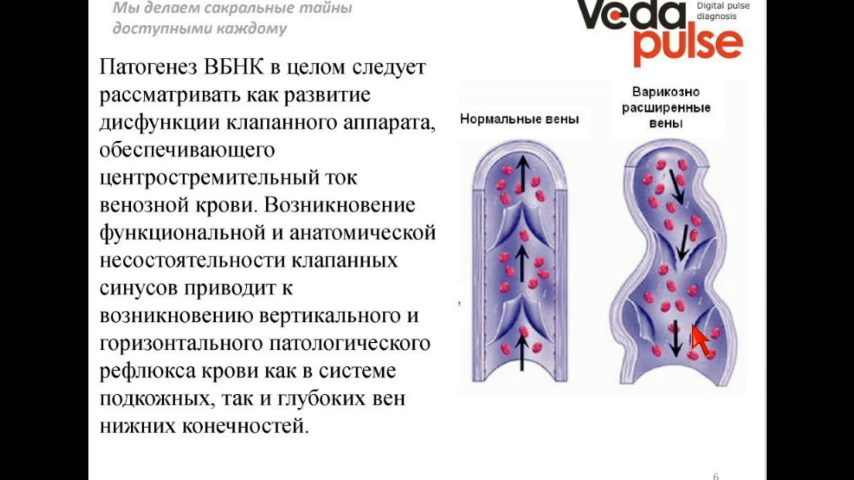 Мы делаем сакральные тайны
доступными каждому
Veda
pulse
Digital pulse
diagnosis
Патогенез ВБНК в целом следует
рассматривать как развитие
дисфункции клапанного аппарата,
обеспечивающего
центростремительный ток
венозной крови. Возникновение
функциональной и анатомической
несостоятельности клапанных
синусов приводит к
возникновению вертикального и
горизонтального патологического
рефлюкса крови как в системе
подкожных, так и глубоких вен
нижних конечностей.
Нормальные вены
Варикозно
расширенные
вены
6